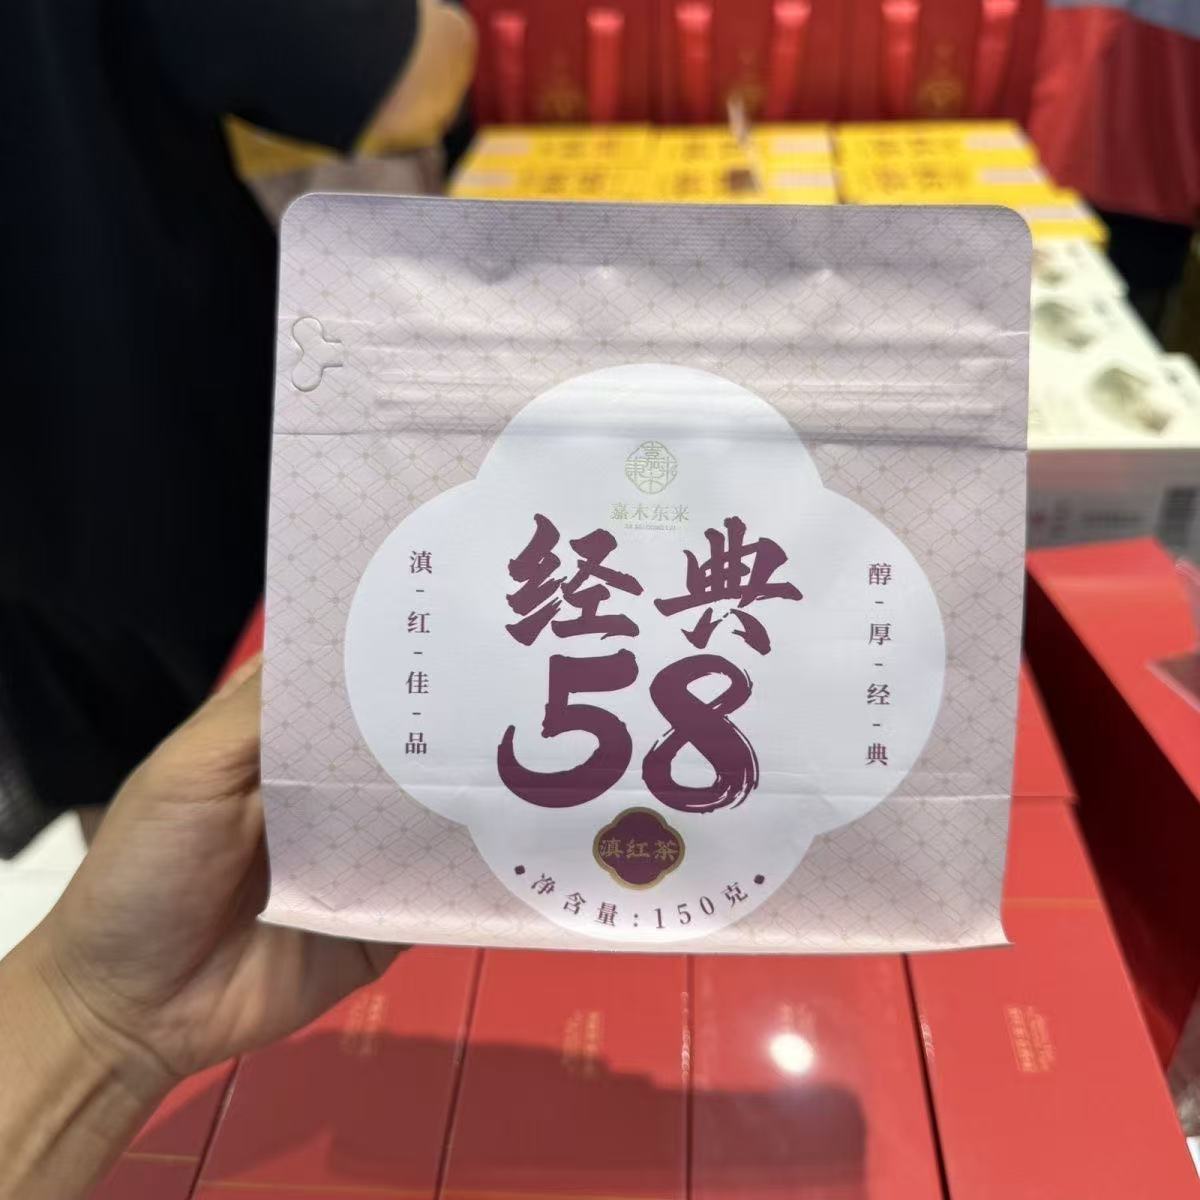 嘉木东来
经典
58
滇-红-佳-品
醇-厚-经-典
滇红茶
净含量:150克